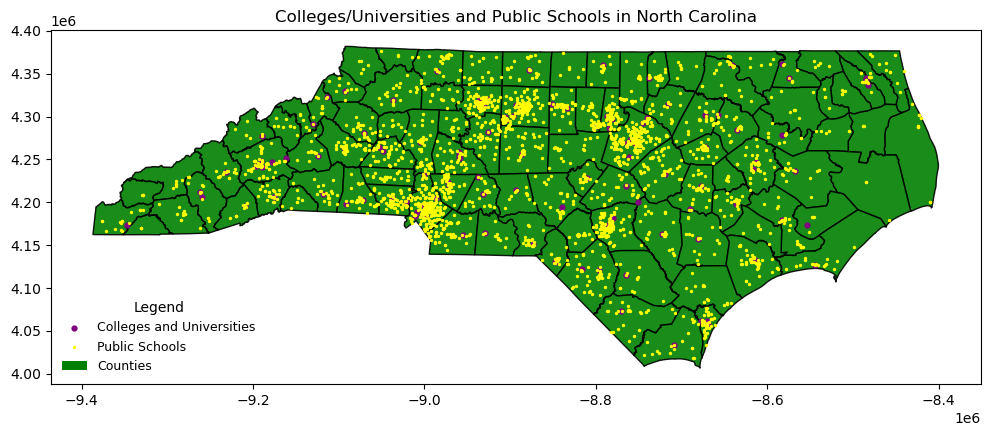 Colleges/Universities and Public Schools in North Carolina
1e6
4.40
4.35
4.30
4.25
4.20
4.15
4.10
4.05
4.00
Legend
Colleges and Universities
Public Schools
Counties
−9.4 −9.2 −9.0 −8.8 −8.6 −8.4
1e6